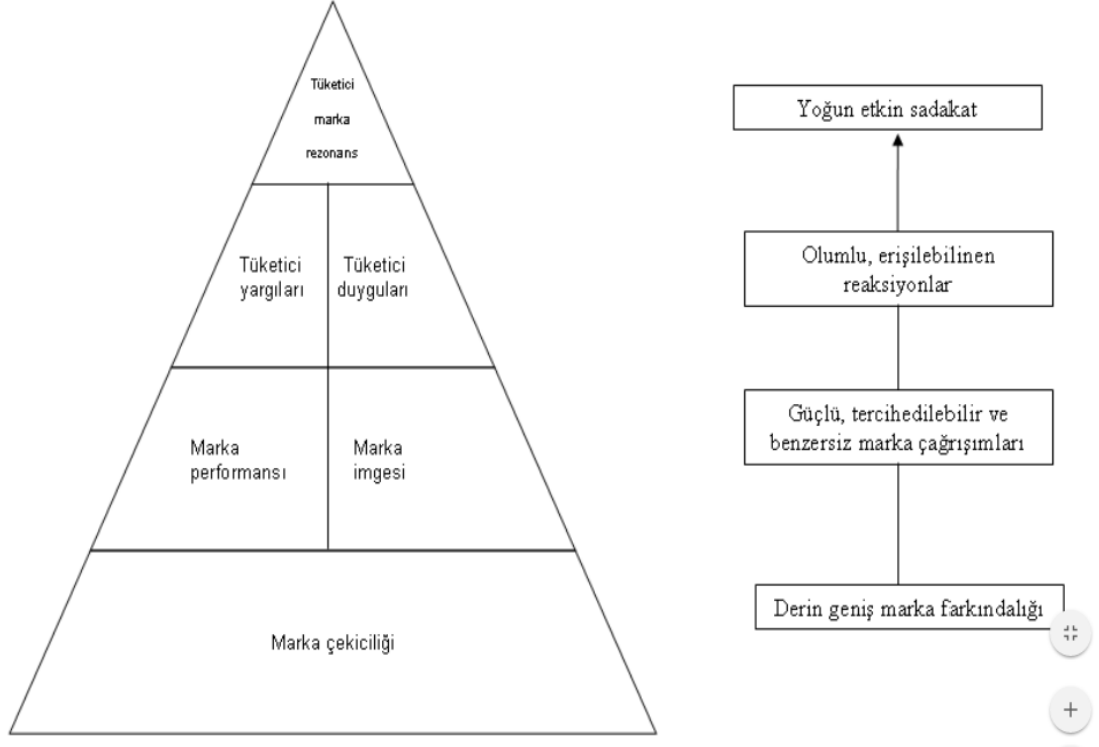 Tüketici
marka
rezonans
Tüketici
yargıları
Tüketici
duyguları
Marka
performansı
Marka
imgesi
Marka çekiciliği
Yoğun etkin sadakat
Olumlu, erişilebilinen
reaksiyonlar
Güçlü, tercihedilebilir ve
benzersiz marka çağrışımları
Derin geniş marka farkındalığı